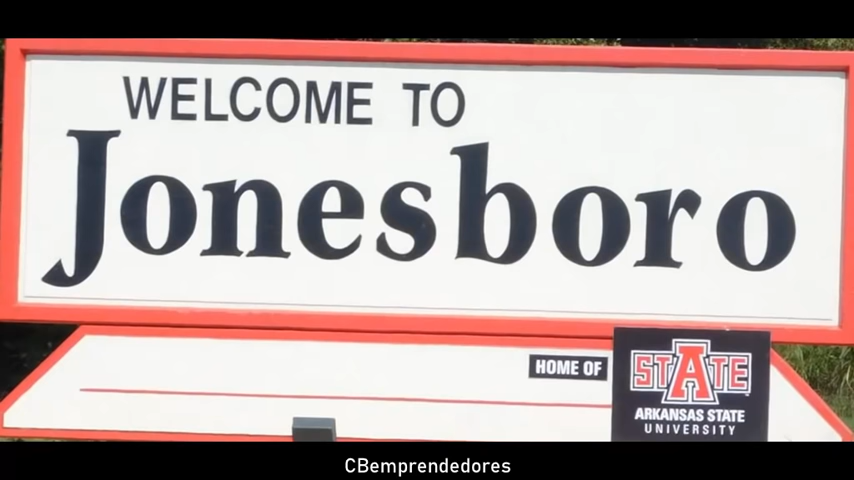 WELCOME TO
Jonesboro
HOME OF
STATE
ARKANSAS STATE
UNIVERSITY
CBemprendedores